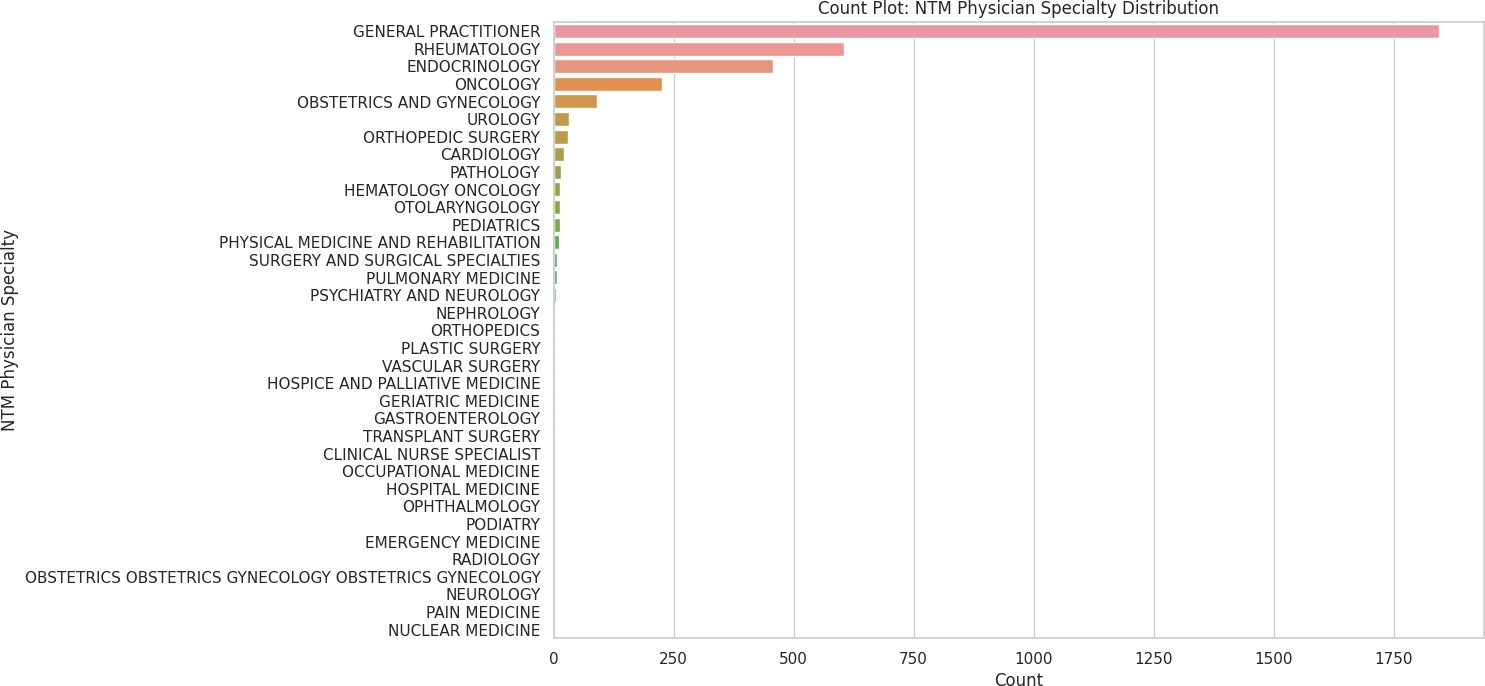 Count Plot: NTM Physician Specialty Distribution
NTM Physician Specialty
GENERAL PRACTITIONER
RHEUMATOLOGY
ENDOCRINOLOGY
ONCOLOGY
OBSTETRICS AND GYNECOLOGY
UROLOGY
ORTHOPEDIC SURGERY
CARDIOLOGY
PATHOLOGY
HEMATOLOGY ONCOLOGY
OTOLARYNGOLOGY
PEDIATRICS
PHYSICAL MEDICINE AND REHABILITATION
SURGERY AND SURGICAL SPECIALTIES
PULMONARY MEDICINE
PSYCHIATRY AND NEUROLOGY
NEPHROLOGY
ORTHOPEDICS
PLASTIC SURGERY
VASCULAR SURGERY
HOSPICE AND PALLIATIVE MEDICINE
GERIATRIC MEDICINE
GASTROENTEROLOGY
TRANSPLANT SURGERY
CLINICAL NURSE SPECIALIST
OCCUPATIONAL MEDICINE
HOSPITAL MEDICINE
OPHTHALMOLOGY
PODIATRY
EMERGENCY MEDICINE
RADIOLOGY
OBSTETRICS OBSTETRICS GYNECOLOGY OBSTETRICS GYNECOLOGY
NEUROLOGY
PAIN MEDICINE
NUCLEAR MEDICINE
0 250 500 750 1000 1250 1500 1750
Count